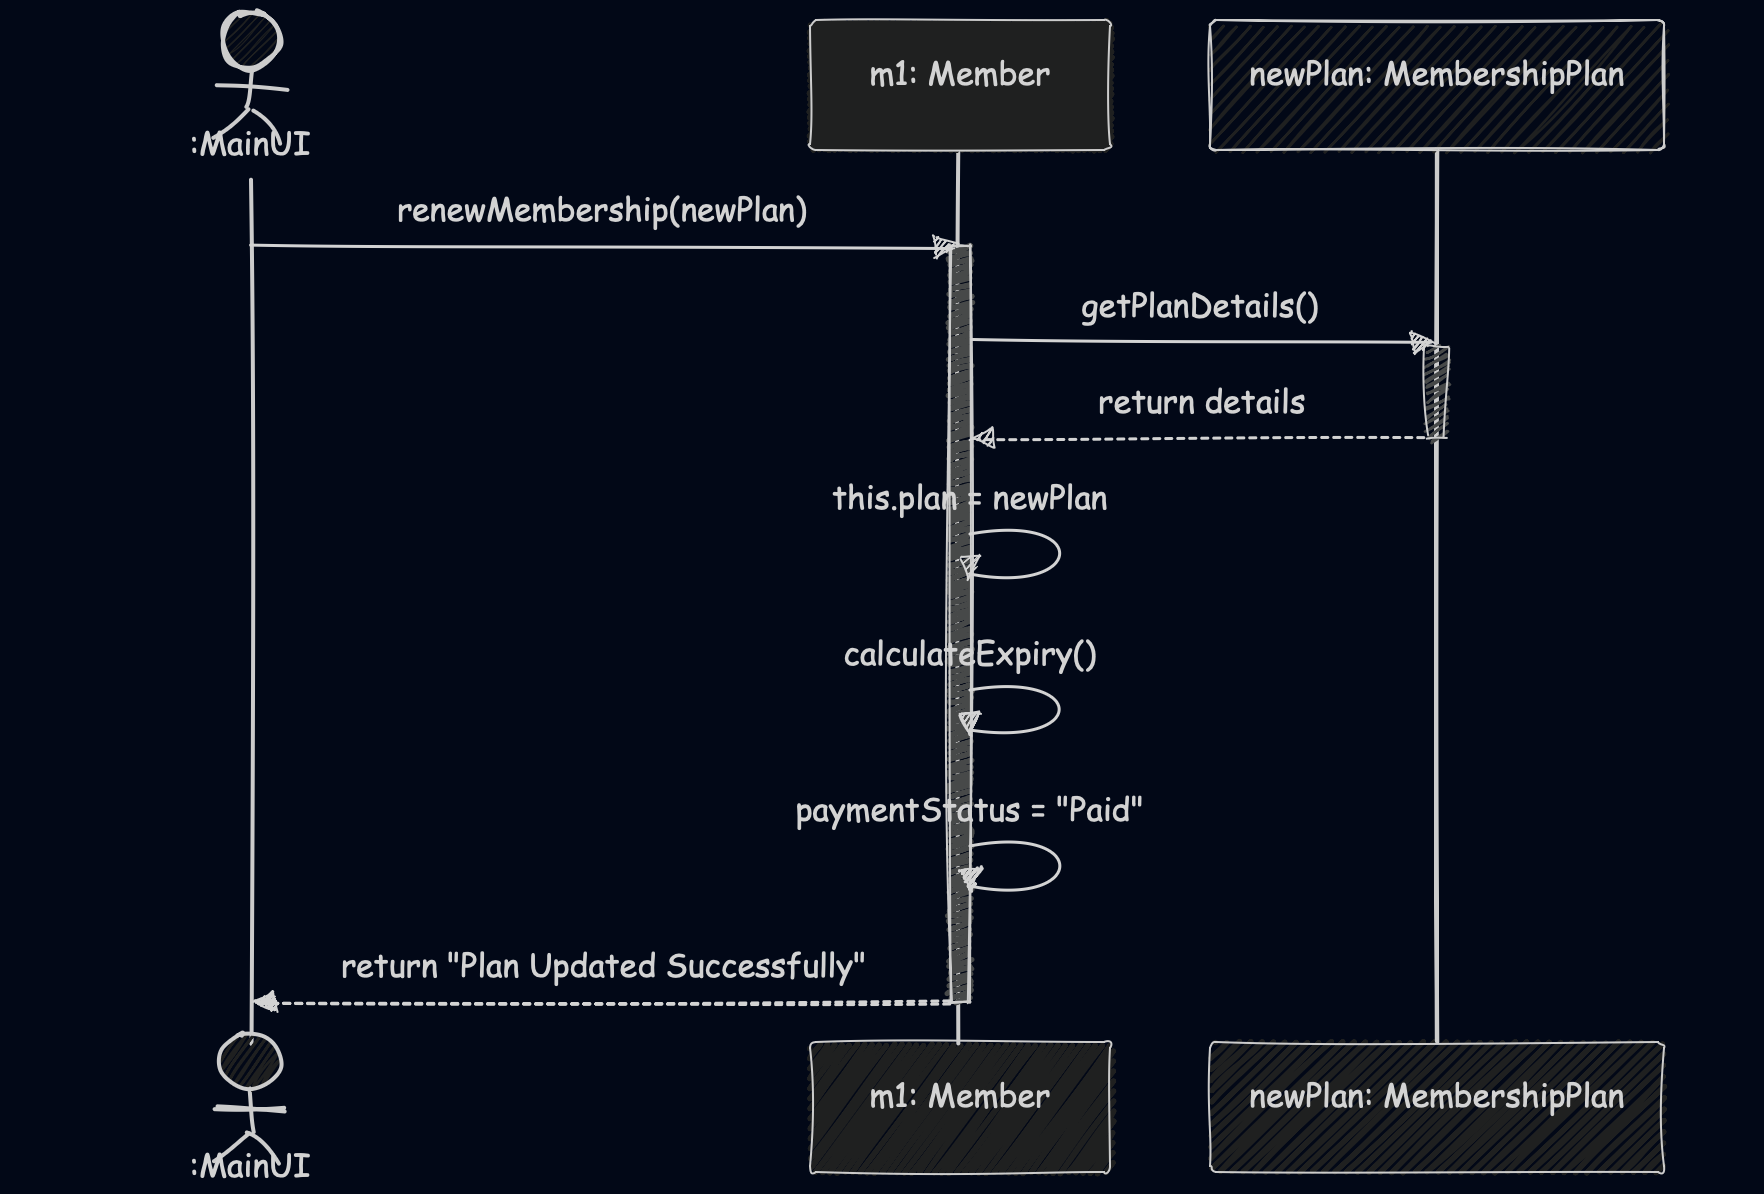 :MainUI
m1: Member
newPlan: MembershipPlan
renewMembership(newPlan)
getPlanDetails()
return details
this.plan = newPlan
calculateExpiry()
paymentStatus = "Paid"
return "Plan Updated Successfully"
:MainUI
m1: Member
newPlan: MembershipPlan